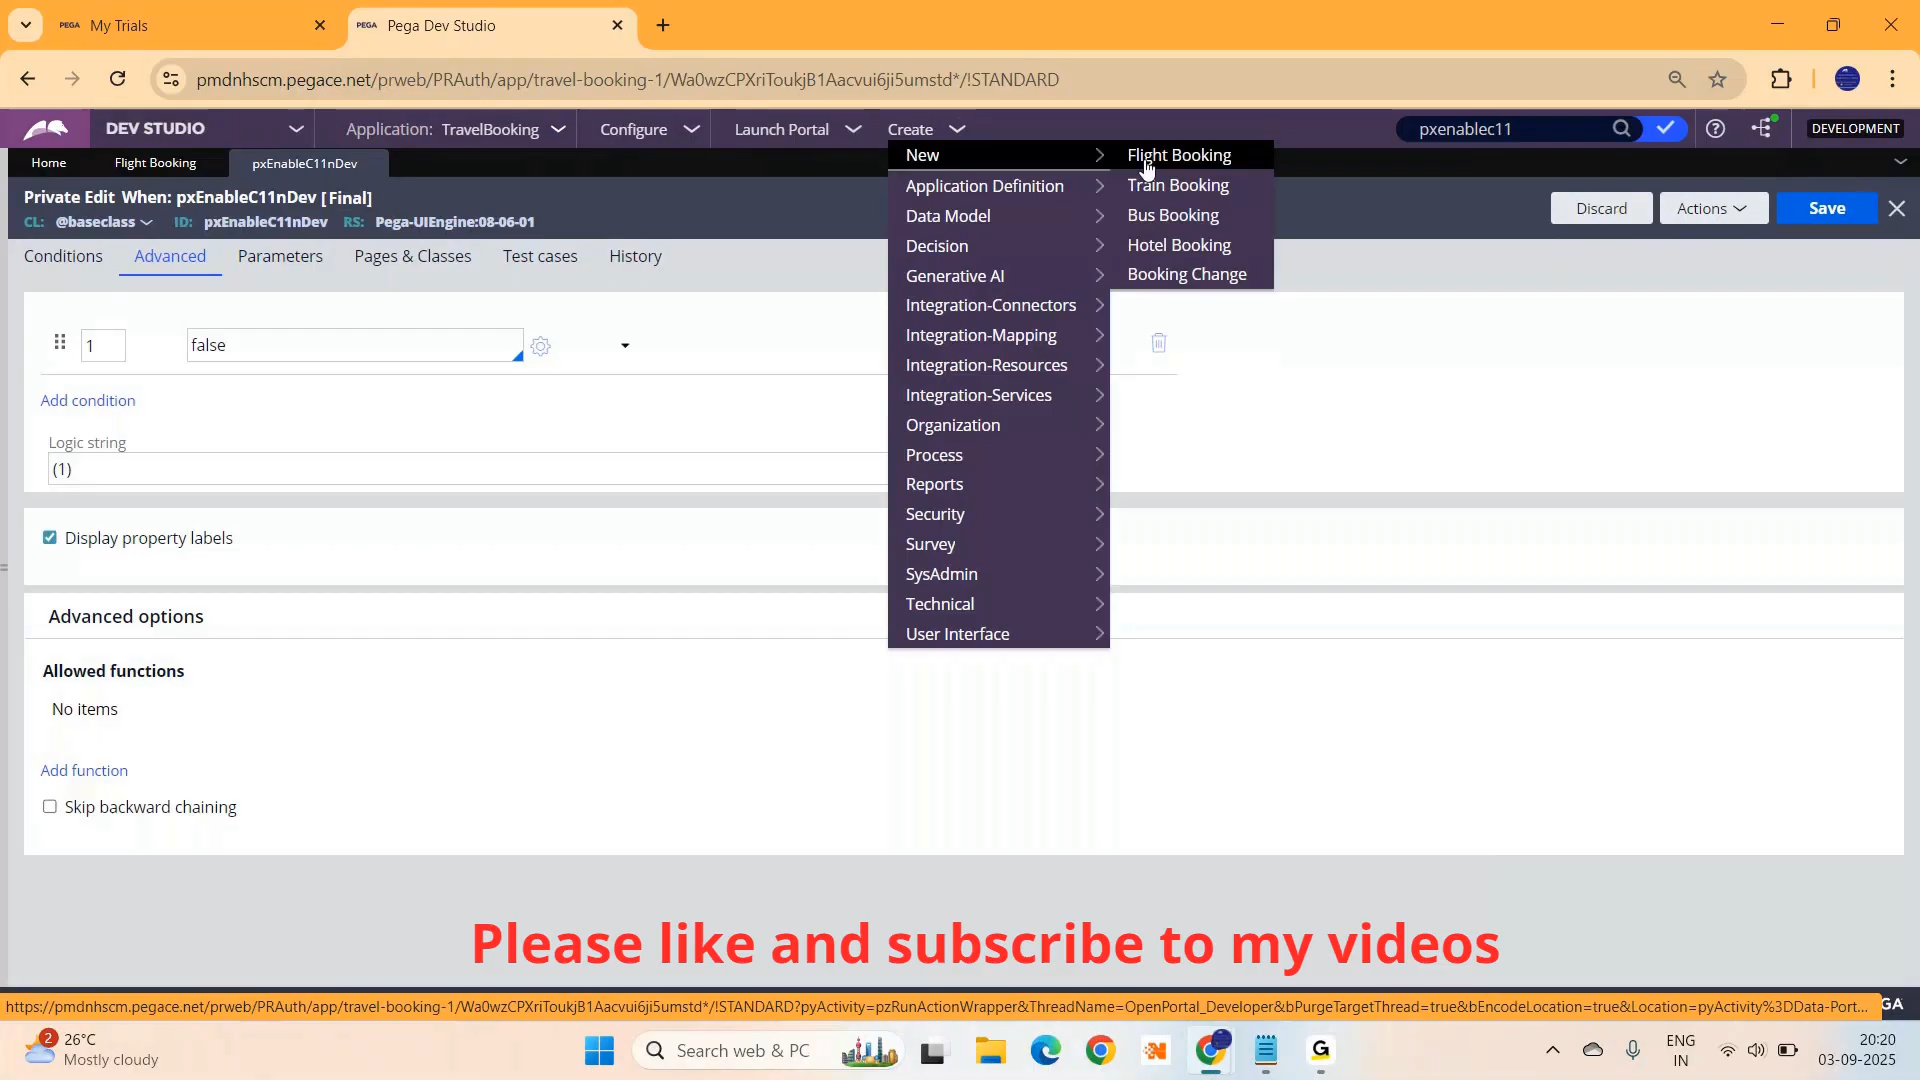 PEGA My Trials
PEGA Pega Dev Studio
pmdnhscm.pegace.net/prweb/PRAuth/app/travel-booking-1/Wa0wzCPXriToukjB1Aacvui6ji5umstd*/!STANDARD
DEV STUDIO
Application: TravelBooking
Configure
Launch Portal
Create
pxenablec11
DEVELOPMENT
Home
Flight Booking
pxEnableC11nDev
Private Edit When: pxEnableC11nDev [Final]
CL: @baseclass ID: pxEnableC11nDev RS: Pega-UIEngine:08-06-01
Discard
Actions
Save
Conditions
Advanced
Parameters
Pages & Classes
Test cases
History
New
Application Definition
Data Model
Decision
Generative AI
Integration-Connectors
Integration-Mapping
Integration-Resources
Integration-Services
Organization
Process
Reports
Security
Survey
SysAdmin
Technical
User Interface
Flight Booking
Train Booking
Bus Booking
Hotel Booking
Booking Change
1
false
Add condition
Logic string
(1)
Display property labels
Advanced options
Allowed functions
No items
Add function
Skip backward chaining
Please like and subscribe to my videos
https://pmdnhscm.pegace.net/prweb/PRAuth/app/travel-booking-1/Wa0wzCPXriToukjB1Aacvui6ji5umstd*/!STANDARD?pyActivity=pzRunActionWrapper&ThreadName=OpenPortal_Developer&bPurgeTargetThread=true&bEncodeLocation=true&Location=pyActivity%3DData-Port...
GA
2
26°C
Mostly cloudy
Search web & PC
G
ENG
IN
20:20
03-09-2025